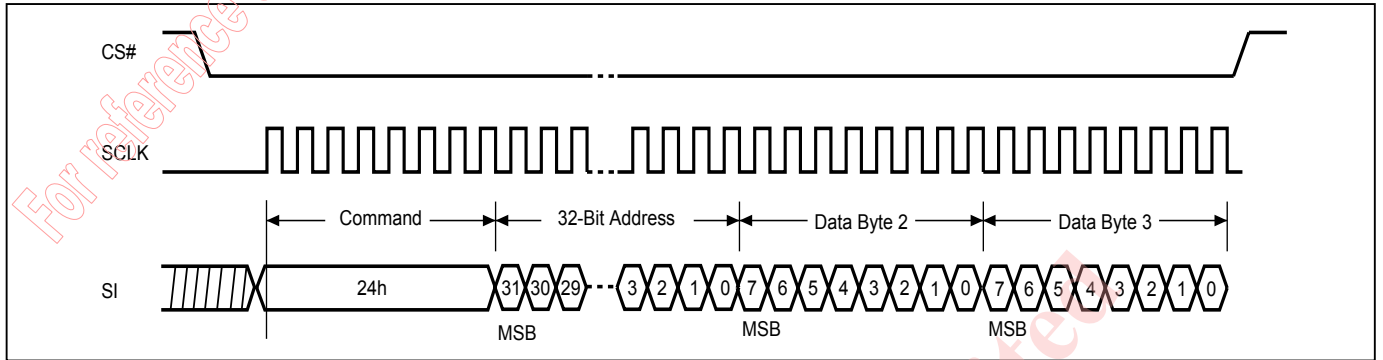 For reference
CS#
SCLK
Command 32-Bit Address Data Byte 2 Data Byte 3
SI 24h 31 30 29 3 2 1 0 7 6 5 4 3 2 1 0 7 6 5 4 3 2 1 0
MSB MSB MSB